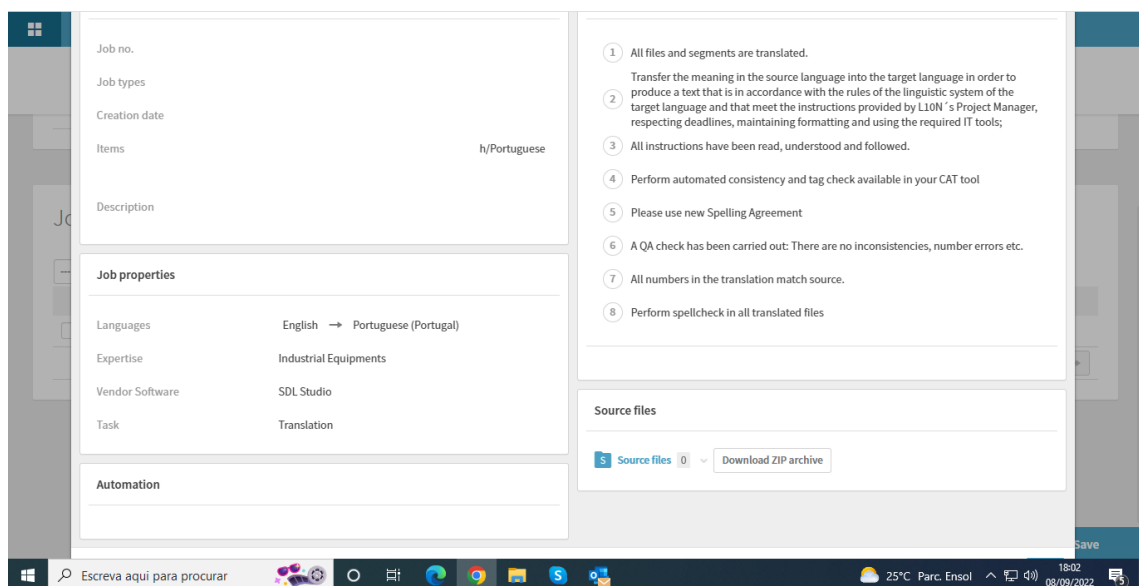 Job no.
Job types
Creation date
Items h/Portuguese
Description
Jo
Job properties
Languages English → Portuguese (Portugal)
Expertise Industrial Equipments
Vendor Software SDL Studio
Task Translation
Automation
1 All files and segments are translated.
2 Transfer the meaning in the source language into the target language in order to
produce a text that is in accordance with the rules of the linguistic system of the
target language and that meet the instructions provided by L10N´s Project Manager,
respecting deadlines, maintaining formatting and using the required IT tools;
3 All instructions have been read, understood and followed.
4 Perform automated consistency and tag check available in your CAT tool
5 Please use new Spelling Agreement
6 A QA check has been carried out: There are no inconsistencies, number errors etc.
7 All numbers in the translation match source.
8 Perform spellcheck in all translated files
Source files
S Source files 0 Download ZIP archive
Save
Escreva aqui para procurar
25°C Parc. Ensol
18:02
08/09/2022
5